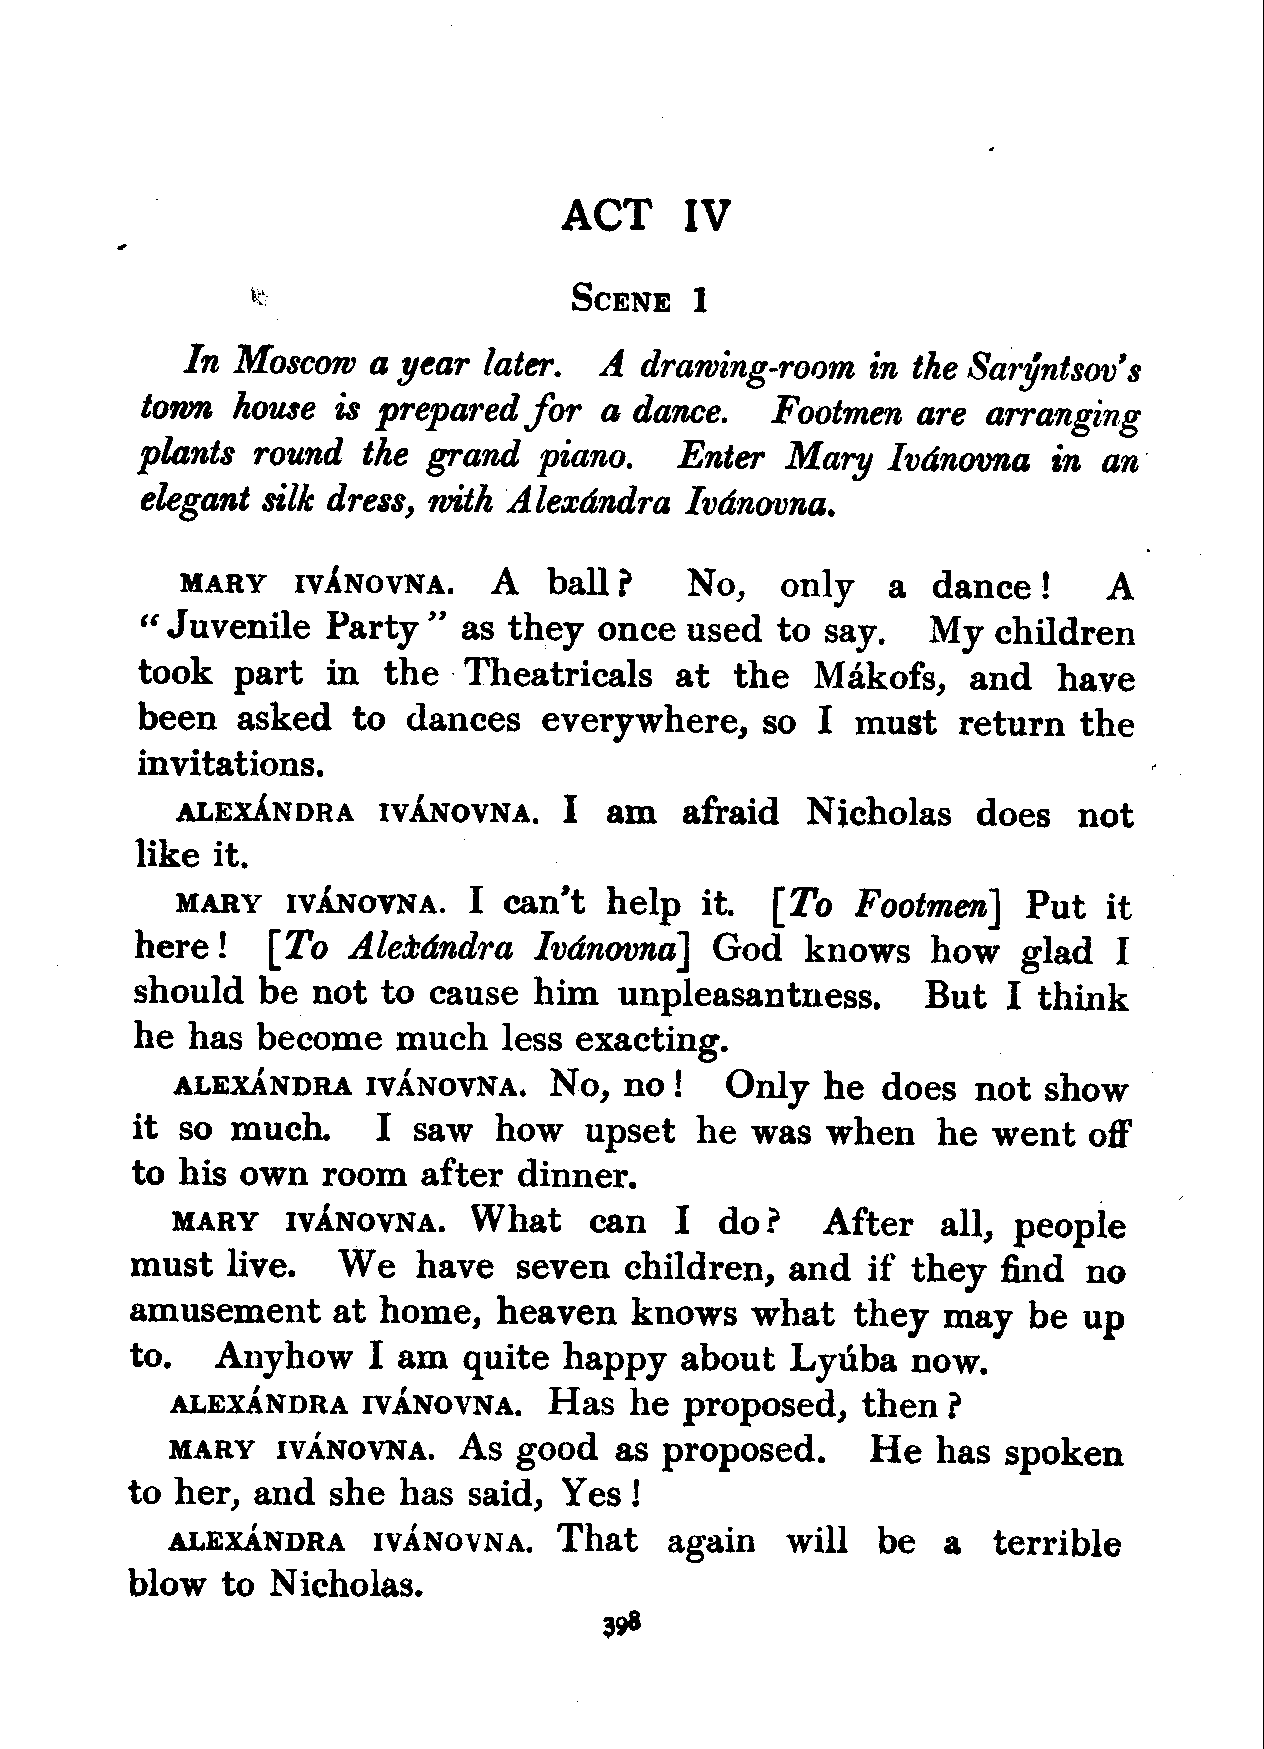 ACT IV
SCENE 1
In Moscow a year later. A drawing-room in the Sarýntsov's
town house is prepared for a dance. Footmen are arranging
plants round the grand piano. Enter Mary Ivánovna in an
elegant silk dress, with Alexándra Ivánovna.
MARY IVÁNOVNA. A ball? No, only a dance! A
“Juvenile Party” as they once used to say. My children
took part in the Theatricals at the Mákofs, and have
been asked to dances everywhere, so I must return the
invitations.
ALEXÁNDRA IVÁNOVNA. I am afraid Nicholas does not
like it.
MARY IVÁNOVNA. I can't help it. [To Footmen] Put it
here! [To Alexándra Ivánovna] God knows how glad I
should be not to cause him unpleasantness. But I think
he has become much less exacting.
ALEXÁNDRA IVÁNOVNA. No, no! Only he does not show
it so much. I saw how upset he was when he went off
to his own room after dinner.
MARY IVÁNOVNA. What can I do? After all, people
must live. We have seven children, and if they find no
amusement at home, heaven knows what they may be up
to. Anyhow I am quite happy about Lyúba now.
ALEXÁNDRA IVÁNOVNA. Has he proposed, then?
MARY IVÁNOVNA. As good as proposed. He has spoken
to her, and she has said, Yes!
ALEXÁNDRA IVÁNOVNA. That again will be a terrible
blow to Nicholas.
398